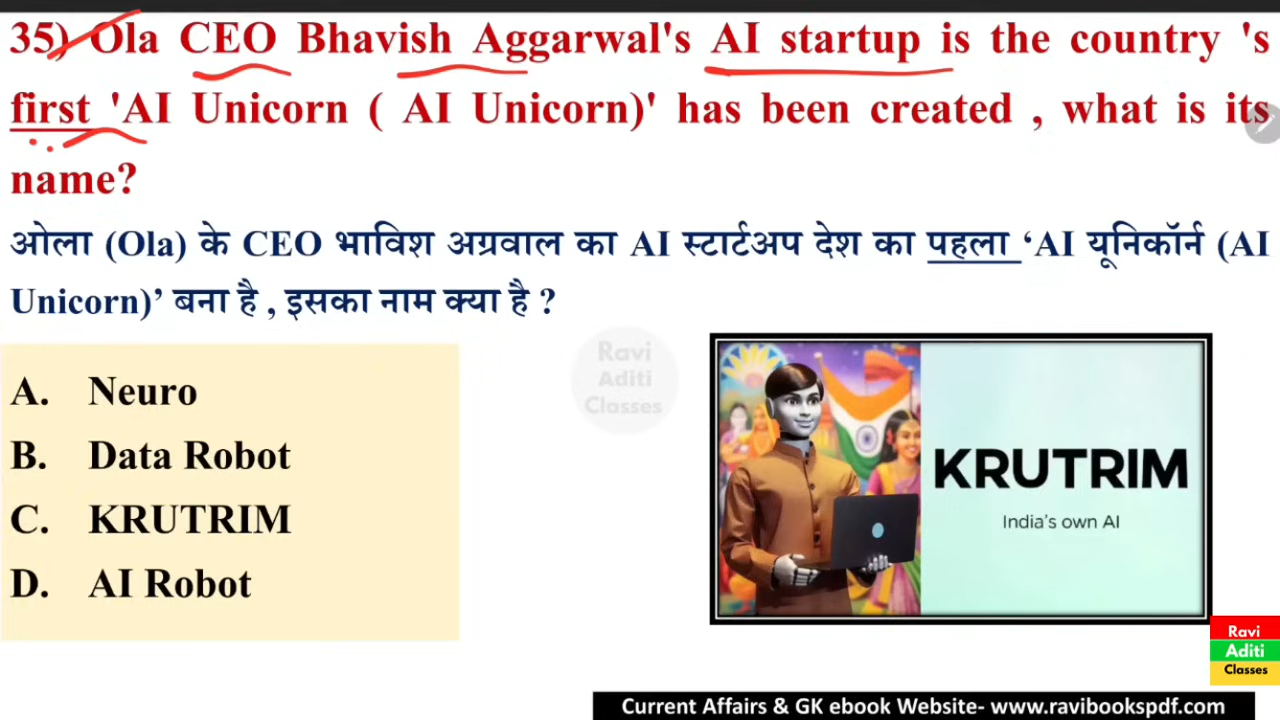 35) Ola CEO Bhavish Aggarwal's AI startup is the country 's
first 'AI Unicorn ( AI Unicorn)' has been created , what is its
name?
ओला (Ola) के CEO भाविश अग्रवाल का AI स्टार्टअप देश का पहला ‘AI यूनिकॉर्न (AI
Unicorn)’ बना है , इसका नाम क्या है ?
A. Neuro
B. Data Robot
C. KRUTRIM
D. AI Robot
Ravi
Aditi
Classes
KRUTRIM
India's own AI
Ravi
Aditi
Classes
Current Affairs & GK ebook Website- www.ravibookspdf.com